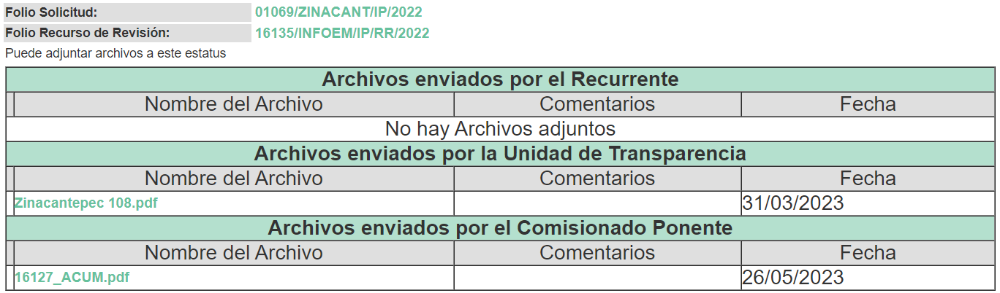 Folio Solicitud: 01069/ZINACANT/IP/2022
Folio Recurso de Revisión: 16135/INFOEM/IP/RR/2022
Puede adjuntar archivos a este estatus
Archivos enviados por el Recurrente
Nombre del Archivo Comentarios Fecha
No hay Archivos adjuntos
Archivos enviados por la Unidad de Transparencia
Nombre del Archivo Comentarios Fecha
Zinacantepec 108.pdf 31/03/2023
Archivos enviados por el Comisionado Ponente
Nombre del Archivo Comentarios Fecha
16127_ACUM.pdf 26/05/2023